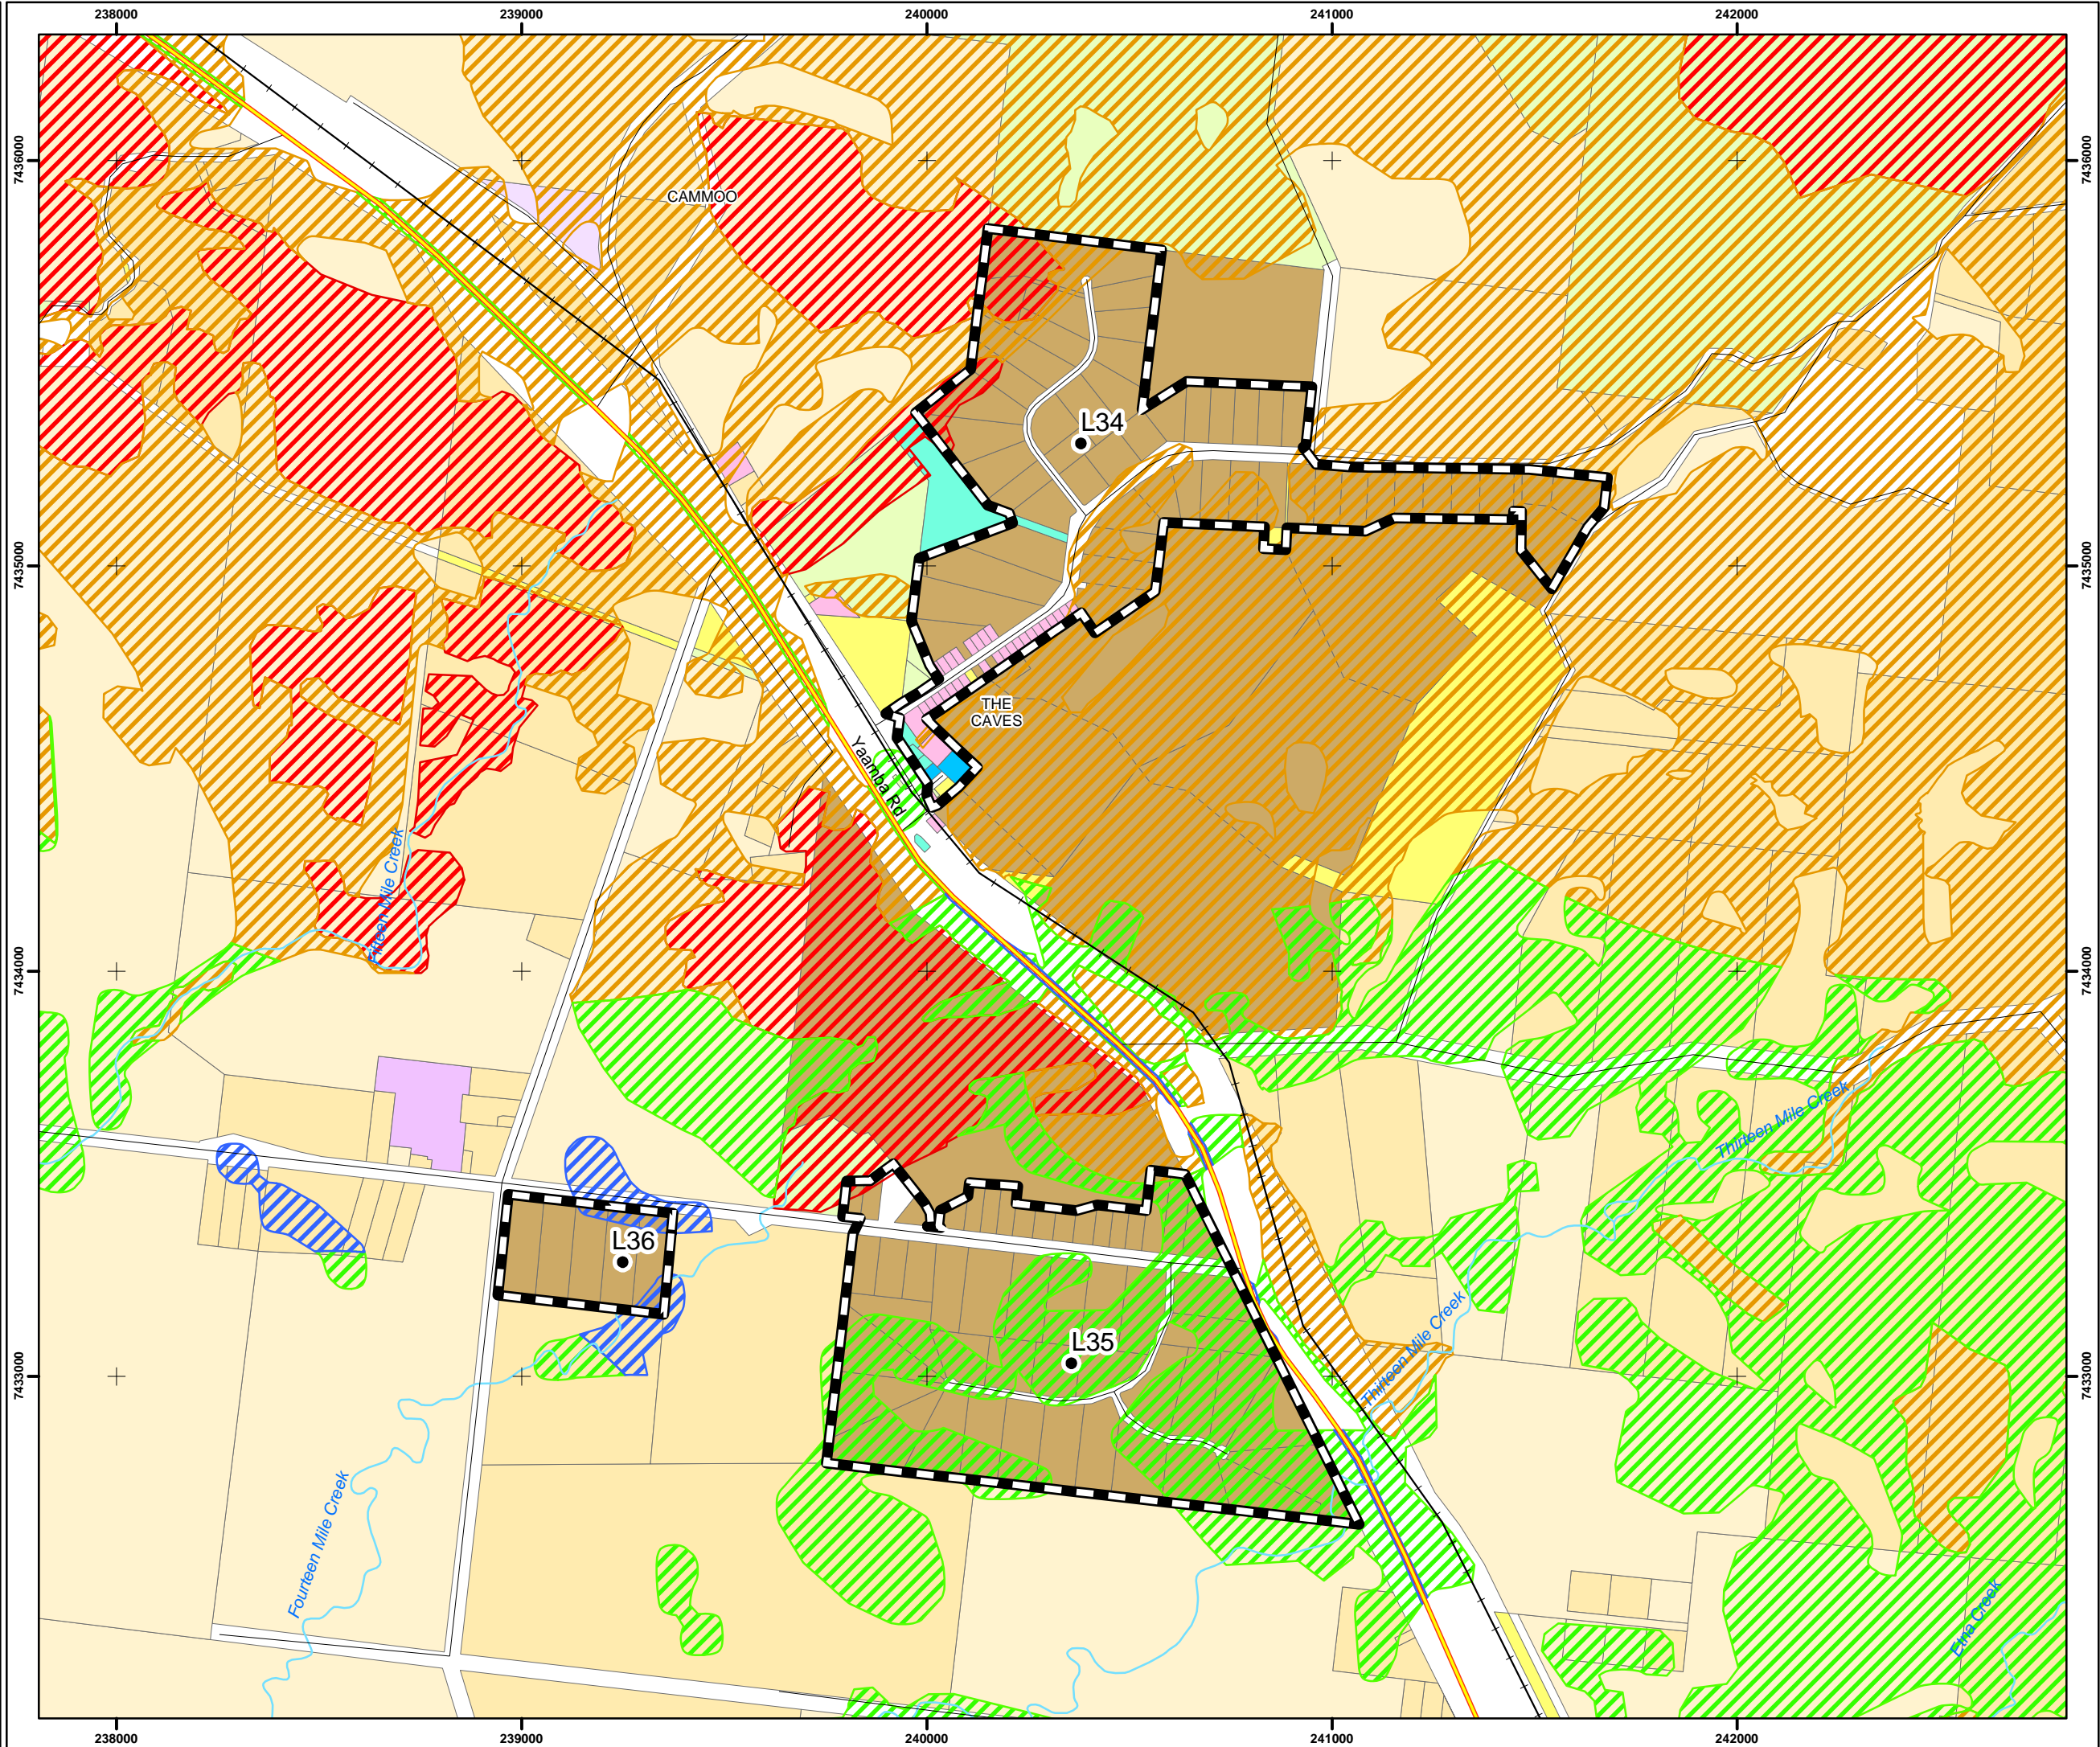 238000
239000
240000
241000
242000
7436000
7436000
CAMMOO
L34
7435000
7435000
THE
CAVES
Yaamba Rd
Fifteen Mile Creek
7434000
7434000
Thirteen Mile Creek
L36
L35
Thirteen Mile Creek
7433000
7433000
Fourteen Mile Creek
Etna Creek
238000
239000
240000
241000
242000